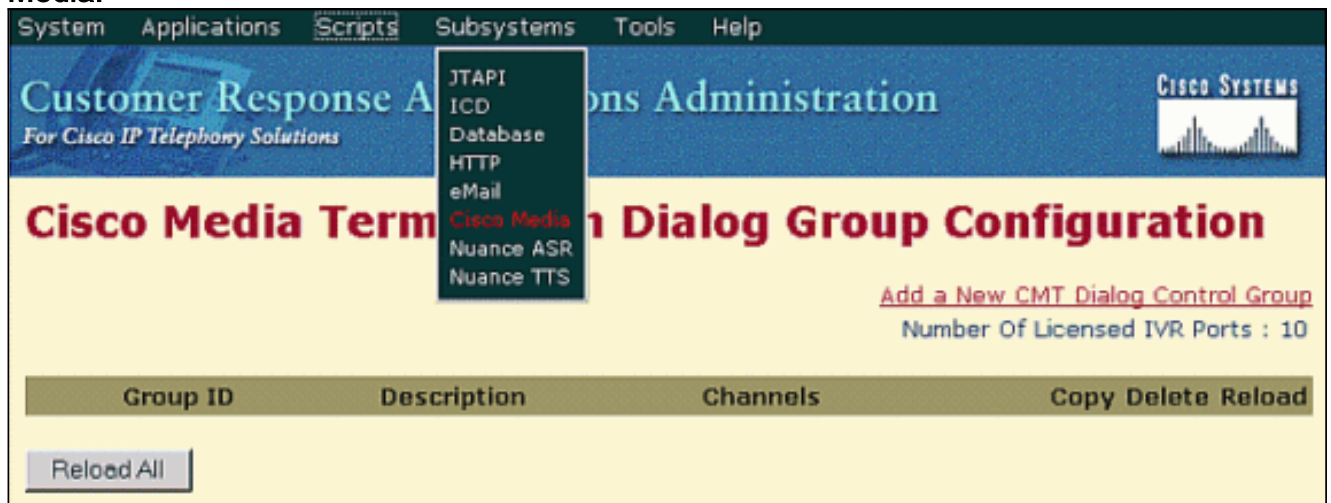 System Applications Scripts Subsystems Tools Help
JTAPI
ICD
Database
HTTP
eMail
Cisco Media
Nuance ASR
Nuance TTS
Customer Response A ons Administration
For Cisco IP Telephony Solutions
CISCO SYSTEMS
Cisco Media Term n Dialog Group Configuration
Add a New CMT Dialog Control Group
Number Of Licensed IVR Ports : 10
Group ID Description Channels Copy Delete Reload
Reload All